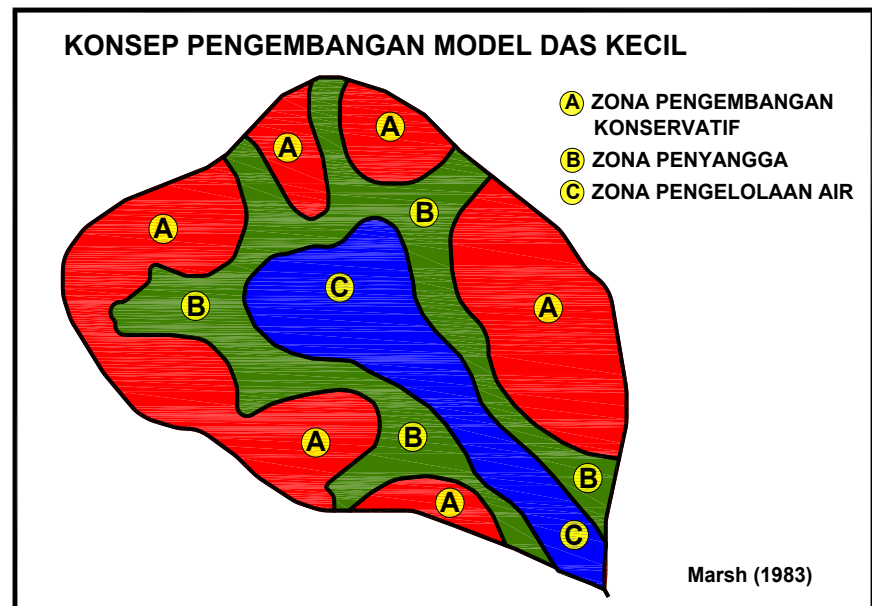 KONSEP PENGEMBANGAN MODEL DAS KECIL
A ZONA PENGEMBANGAN
KONSERVATIF
B ZONA PENYANGGA
C ZONA PENGELOLAAN AIR
A
A
B
A
C
B
A
B
A
B
A
C
Marsh (1983)